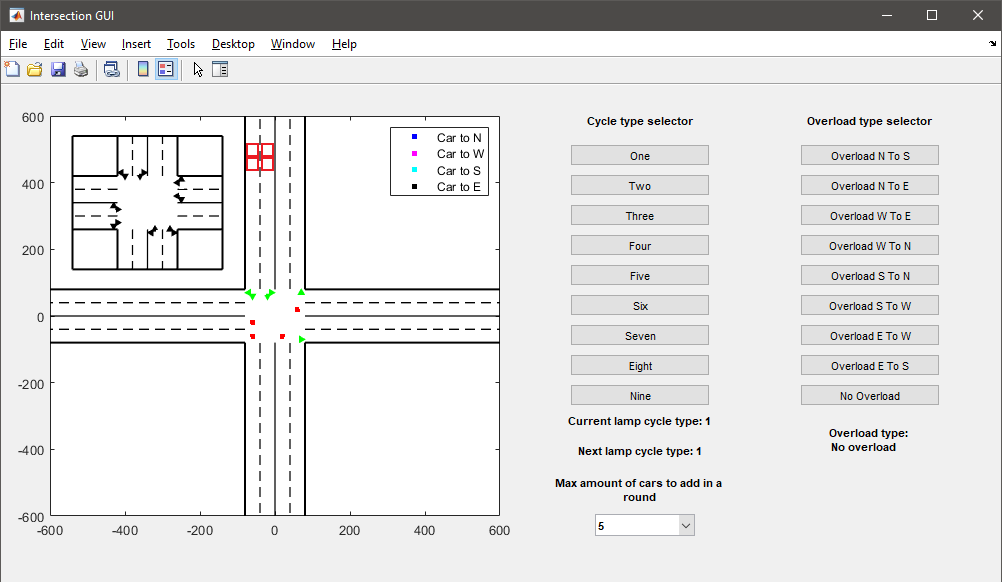 Intersection GUI
File Edit View Insert Tools Desktop Window Help
600
400
200
0
-200
-400
-600
-600 -400 -200 0 200 400 600
Car to N
Car to W
Car to S
Car to E
Cycle type selector
One
Two
Three
Four
Five
Six
Seven
Eight
Nine
Current lamp cycle type: 1
Next lamp cycle type: 1
Max amount of cars to add in a
round
5
Overload type selector
Overload N To S
Overload N To E
Overload W To E
Overload W To N
Overload S To N
Overload S To W
Overload E To W
Overload E To S
No Overload
Overload type:
No overload